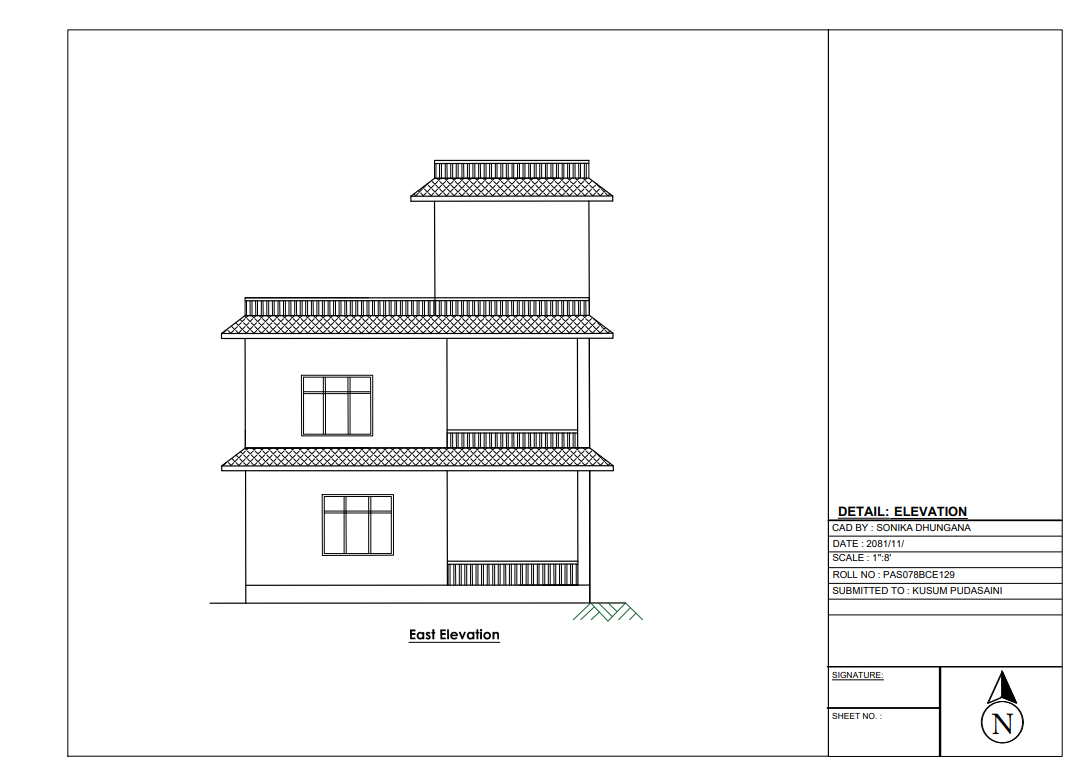 East Elevation
DETAIL: ELEVATION
CAD BY : SONIKA DHUNGANA
DATE : 2081/11/
SCALE : 1":8'
ROLL NO : PAS078BCE129
SUBMITTED TO : KUSUM PUDASAINI
SIGNATURE:
SHEET NO. :
N